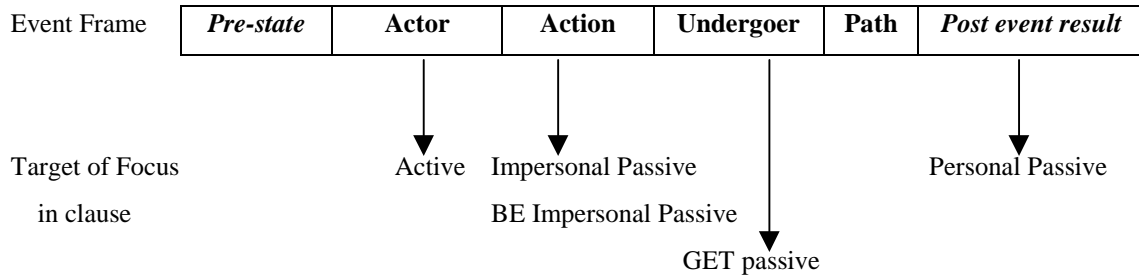 Event Frame Pre-state Actor Action Undergoer Path Post event result
Target of Focus Active Impersonal Passive Personal Passive
in clause BE Impersonal Passive
GET passive